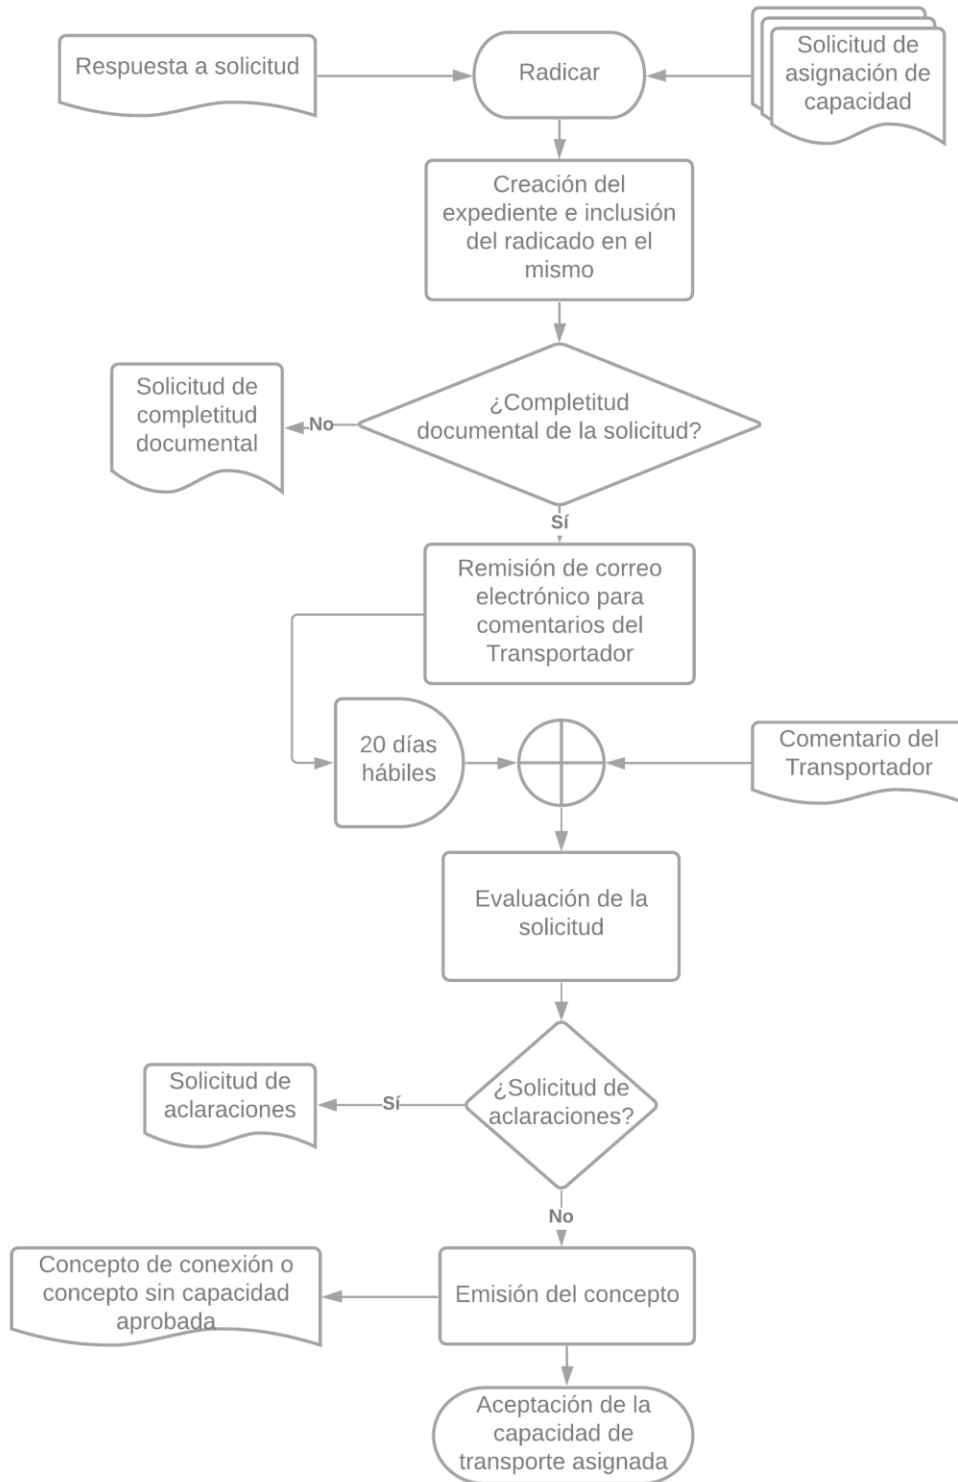 Respuesta a solicitud
Radicar
Solicitud de
asignación de
capacidad
Creación del
expediente e inclusión
del radicado en el
mismo
¿Completitud
documental de la solicitud?
No
Solicitud de
completitud
documental
Sí
Remisión de correo
electrónico para
comentarios del
Transportador
20 días
hábiles
Comentario del
Transportador
Evaluación de la
solicitud
¿Solicitud de
aclaraciones?
Sí
Solicitud de
aclaraciones
No
Emisión del concepto
Concepto de conexión o
concepto sin capacidad
aprobada
Aceptación de la
capacidad de
transporte asignada